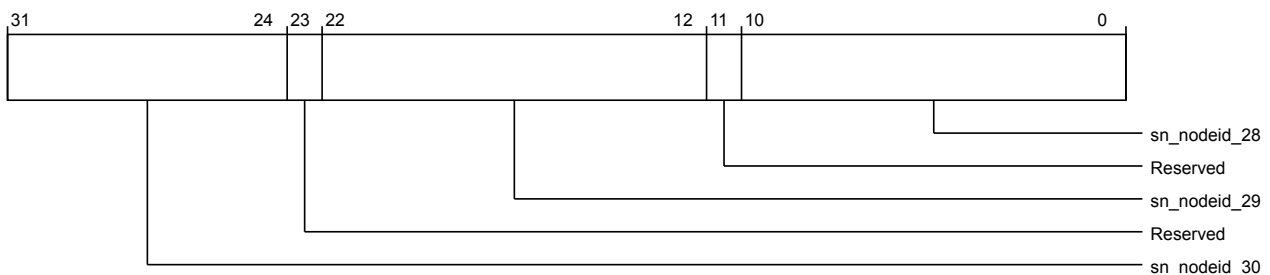 31 24 23 22 12 11 10 0
sn_nodeid_28
Reserved
sn_nodeid_29
Reserved
sn_nodeid_30